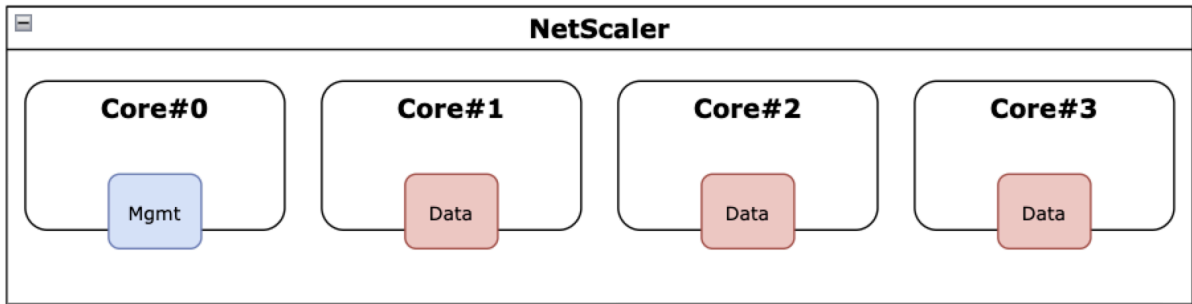 NetScaler
Core#0 Core#1 Core#2 Core#3
Mgmt Data Data Data